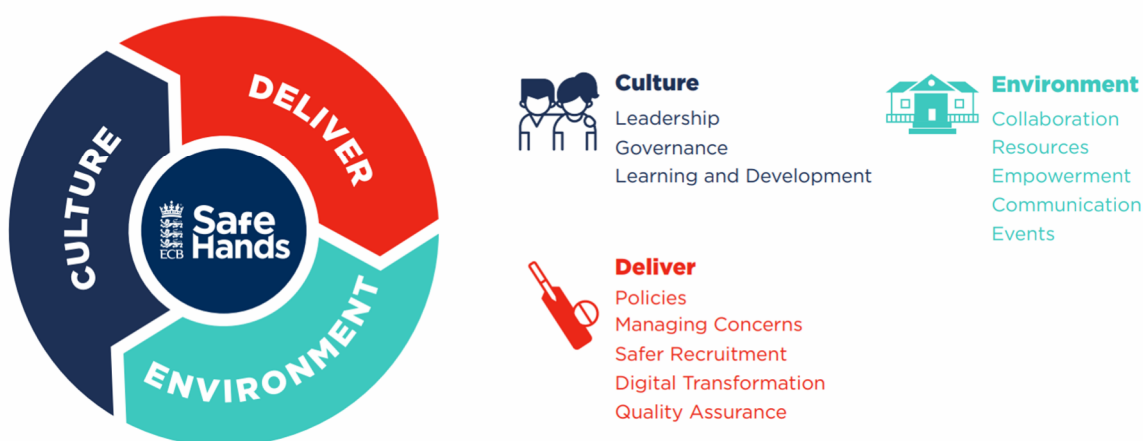 DELIVER
CULTURE
ENVIRONMENT
ECB
Safe
Hands
Culture
Leadership
Governance
Learning and Development
Environment
Collaboration
Resources
Empowerment
Communication
Events
Deliver
Policies
Managing Concerns
Safer Recruitment
Digital Transformation
Quality Assurance